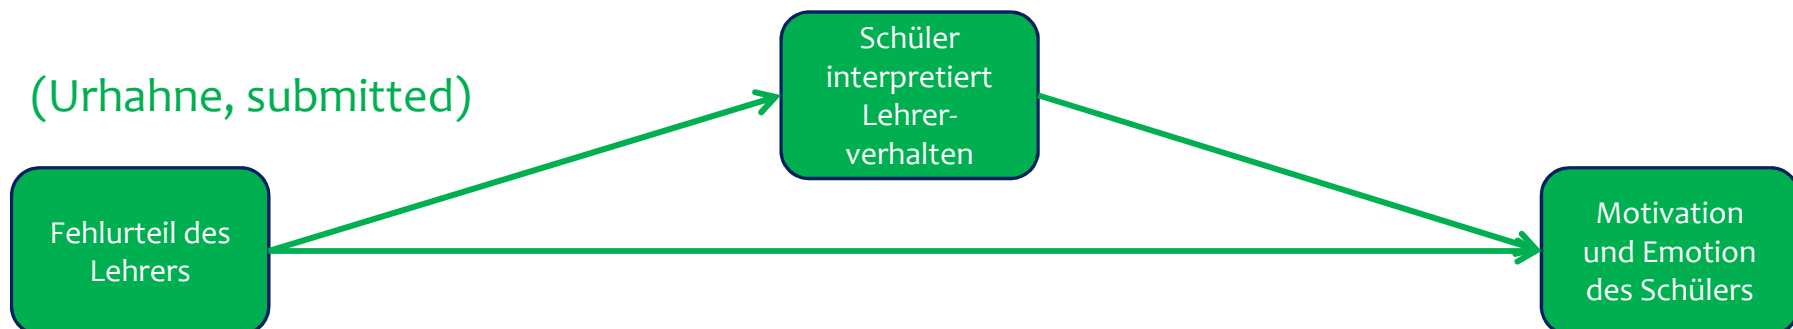 Schüler
interpretiert
Lehrer-
verhalten
(Urhahne, submitted)
Fehlurteil des
Lehrers
Motivation
und Emotion
des Schülers